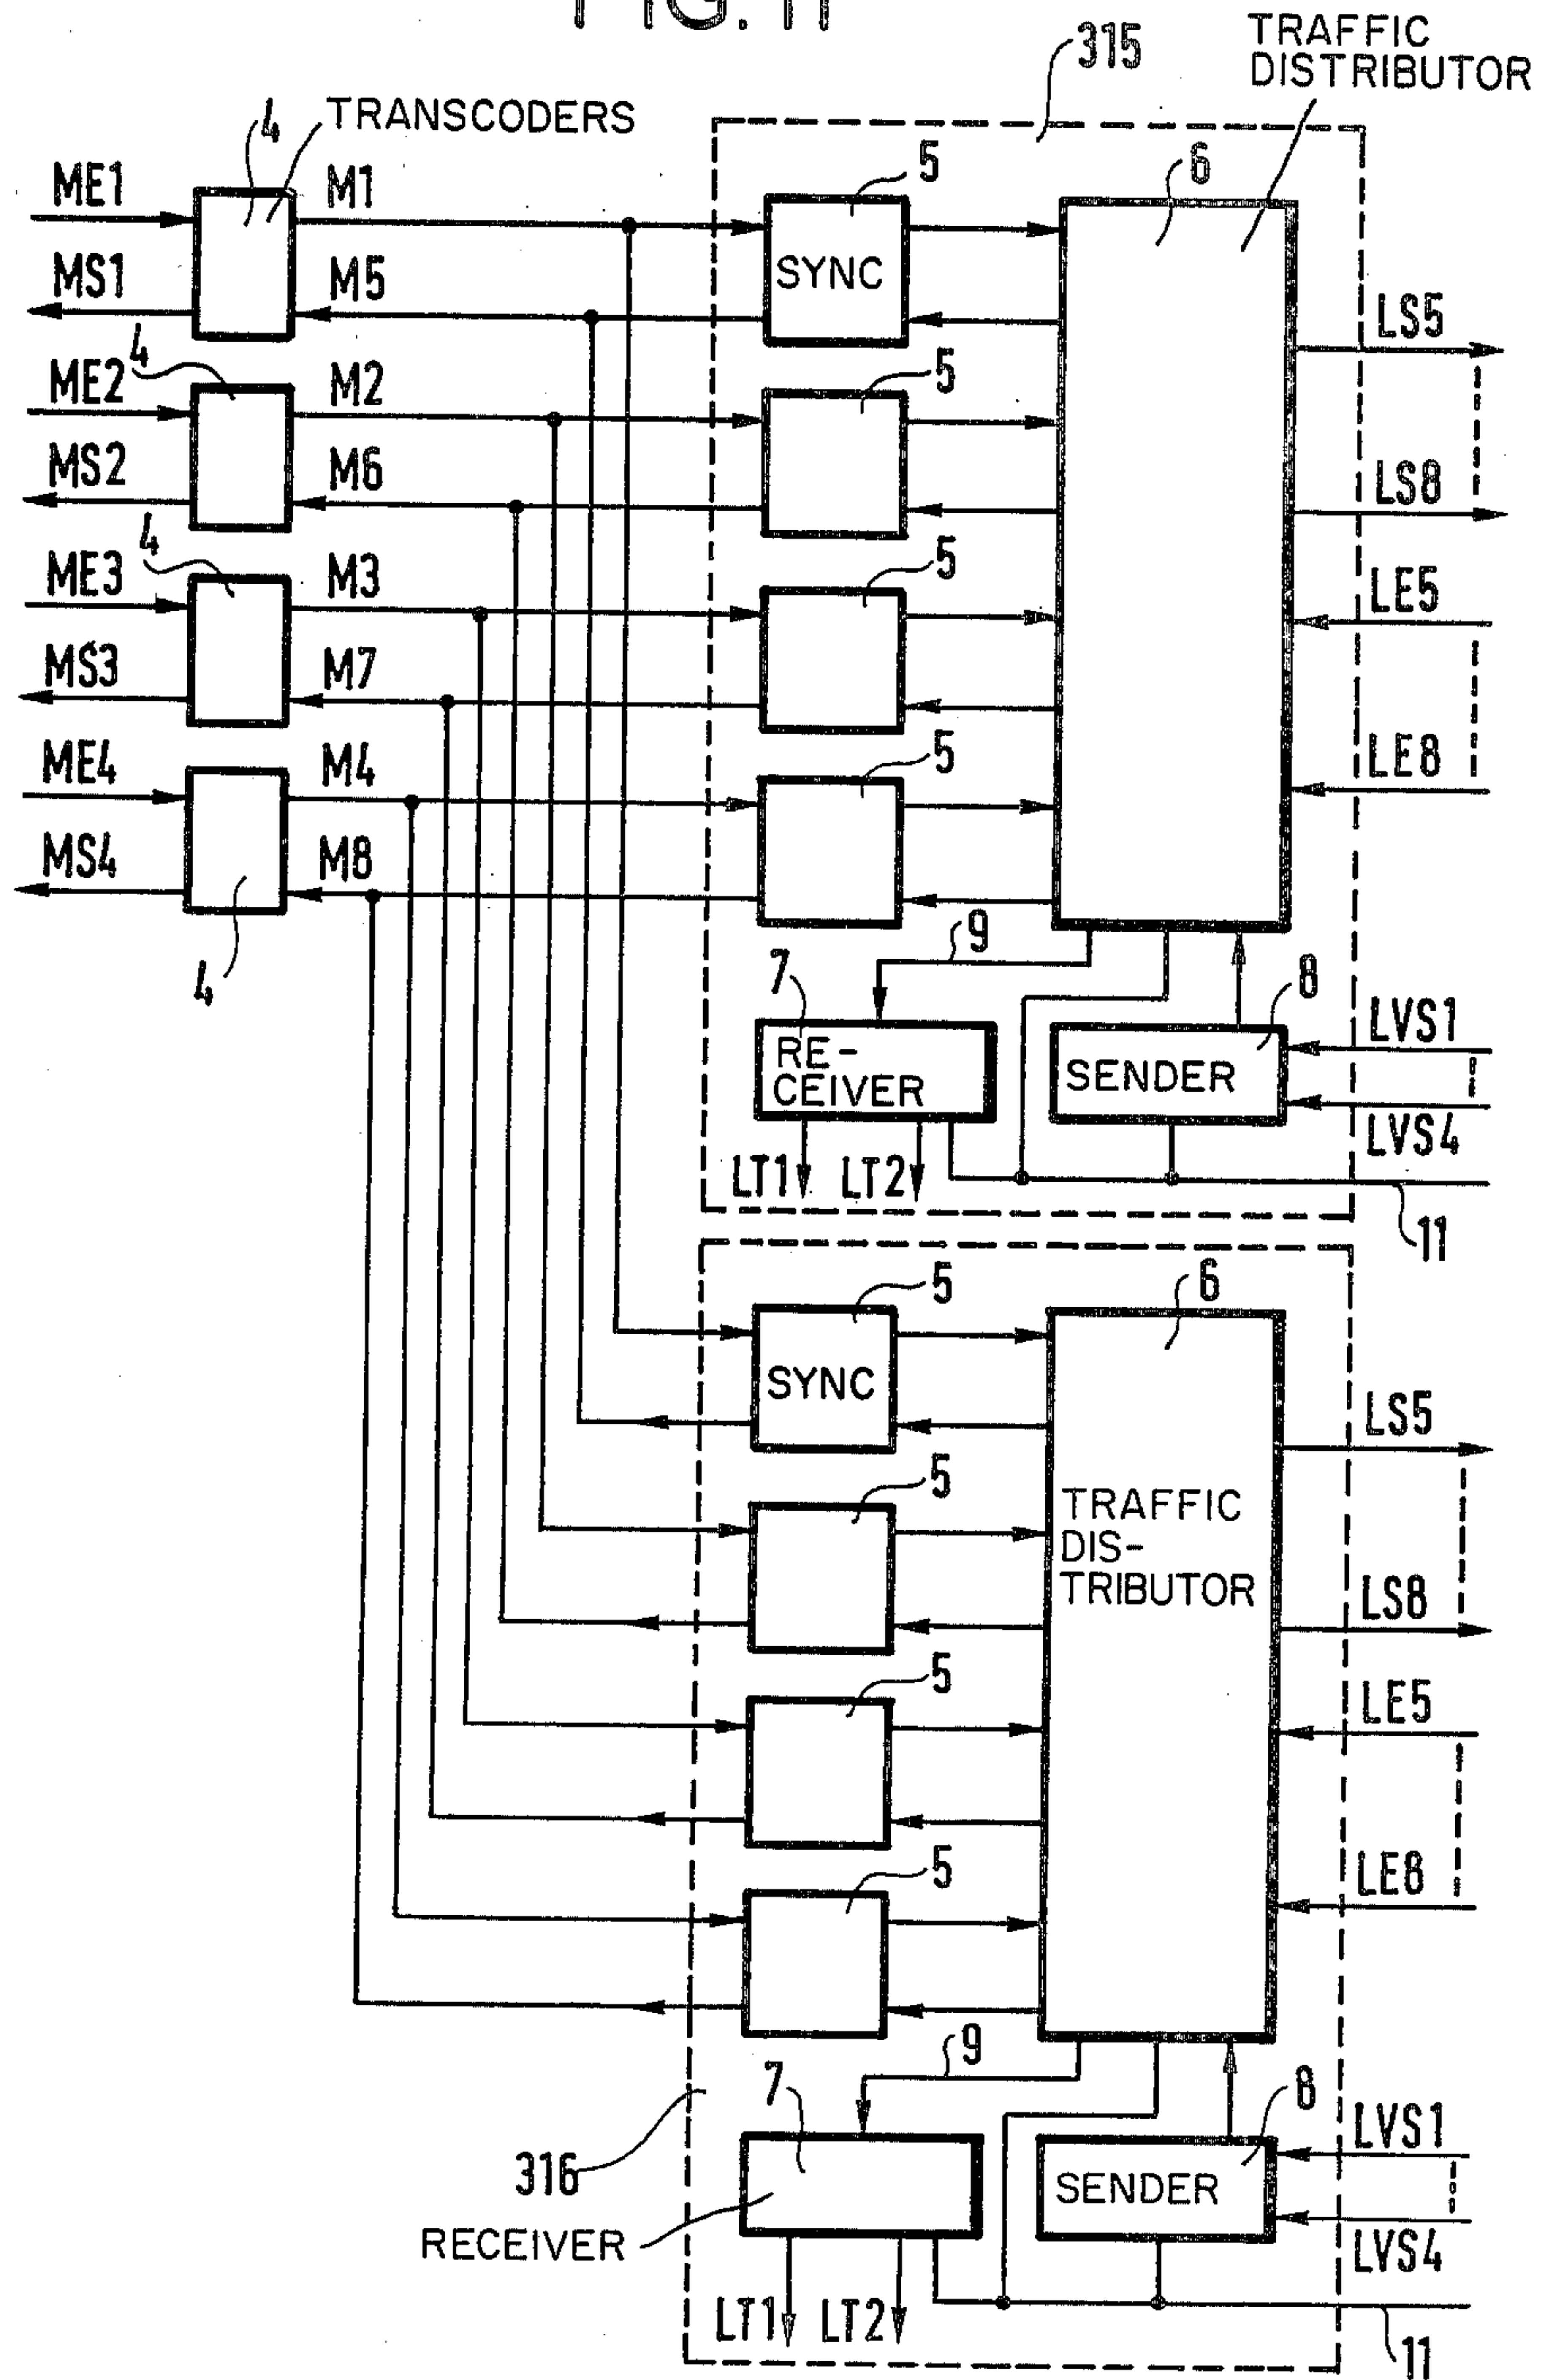 FIG. 11
TRAFFIC
DISTRIBUTOR
315
4
TRANSCODERS
ME1
M1
5
6
SYNC
MS1
M5
LS5
4
ME2
M2
5
MS2
M6
LS8
4
ME3
M3
5
LE5
MS3
M7
ME4
M4
5
LE8
MS4
M8
4
9
7
8
RE-
CEIVER
SENDER
LVS1
LVS4
LT1
LT2
11
5
6
SYNC
LS5
5
TRAFFIC
DIS-
TRIBUTOR
LS8
5
LE5
5
LE8
9
7
8
316
SENDER
LVS1
RECEIVER
LVS4
LT1
LT2
11